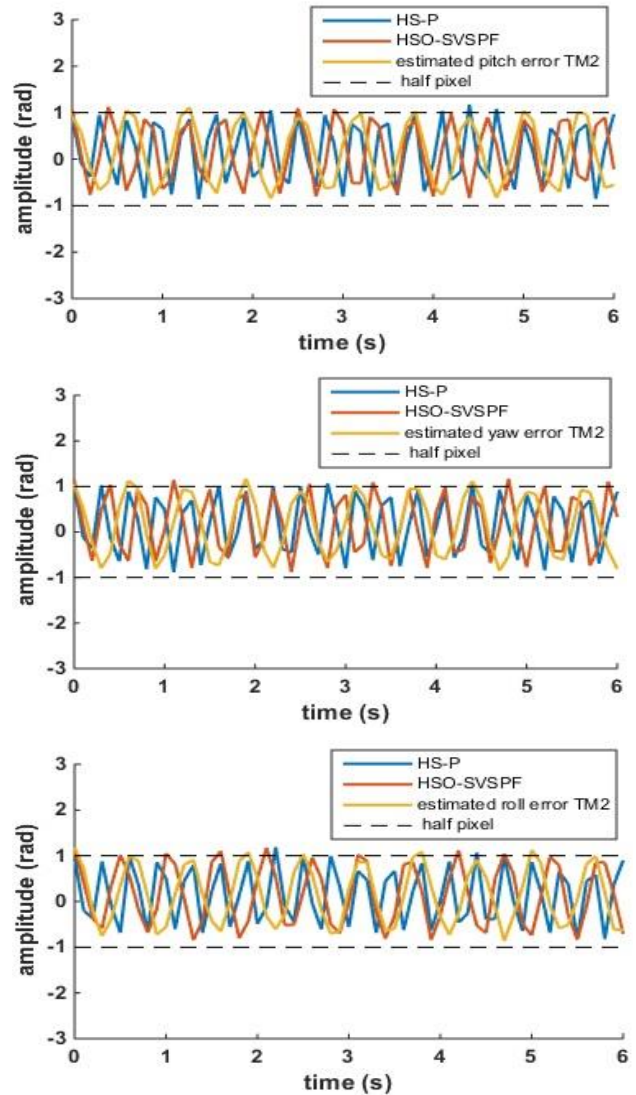 HS-P
HSO-SVSPF
estimated pitch error TM2
half pixel
3
2
1
0
-1
-2
-3
amplitude (rad)
0 1 2 3 4 5 6
time (s)
HS-P
HSO-SVSPF
estimated yaw error TM2
half pixel
3
2
1
0
-1
-2
-3
amplitude (rad)
0 1 2 3 4 5 6
time (s)
HS-P
HSO-SVSPF
estimated roll error TM2
half pixel
3
2
1
0
-1
-2
-3
amplitude (rad)
0 1 2 3 4 5 6
time (s)